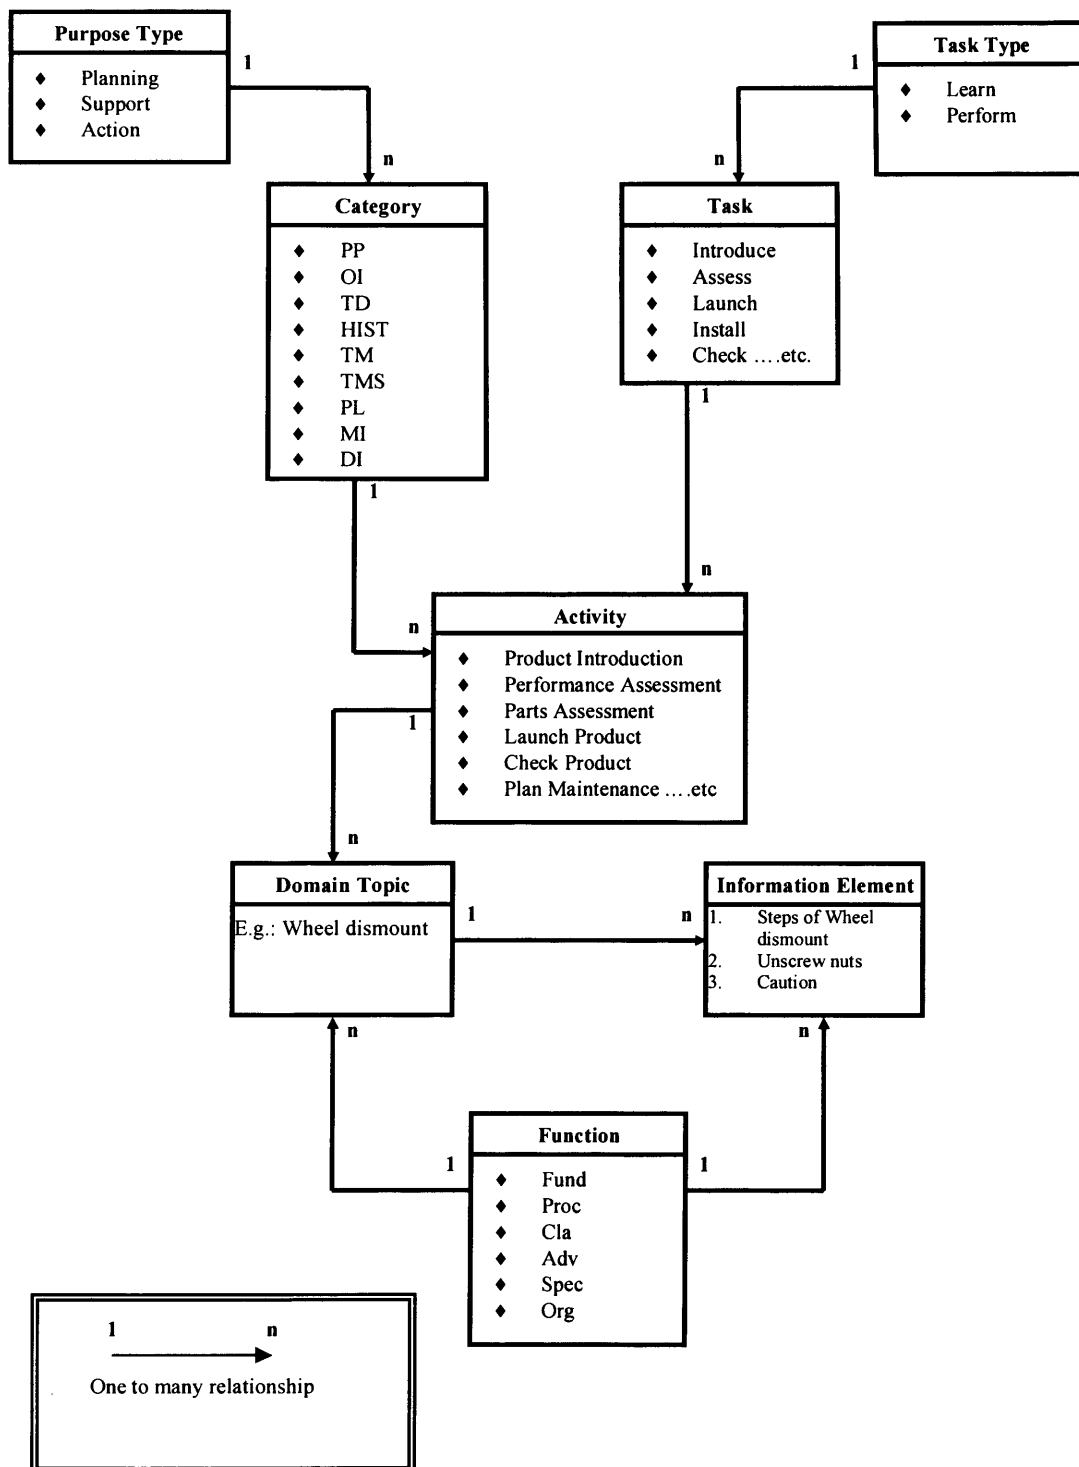 Purpose Type
♦ Planning
♦ Support
♦ Action
1
n
Task Type
♦ Learn
♦ Perform
1
n
Category
♦ PP
♦ OI
♦ TD
♦ HIST
♦ TM
♦ TMS
♦ PL
♦ MI
♦ DI
1
n
Task
♦ Introduce
♦ Assess
♦ Launch
♦ Install
♦ Check ....etc.
1
n
Activity
♦ Product Introduction
♦ Performance Assessment
♦ Parts Assessment
♦ Launch Product
♦ Check Product
♦ Plan Maintenance ....etc
1
n
Domain Topic
E.g.: Wheel dismount
1
n
Information Element
1. Steps of Wheel
dismount
2. Unscrew nuts
3. Caution
n
n
Function
1
1
♦ Fund
♦ Proc
♦ Cla
♦ Adv
♦ Spec
♦ Org
1
n
One to many relationship